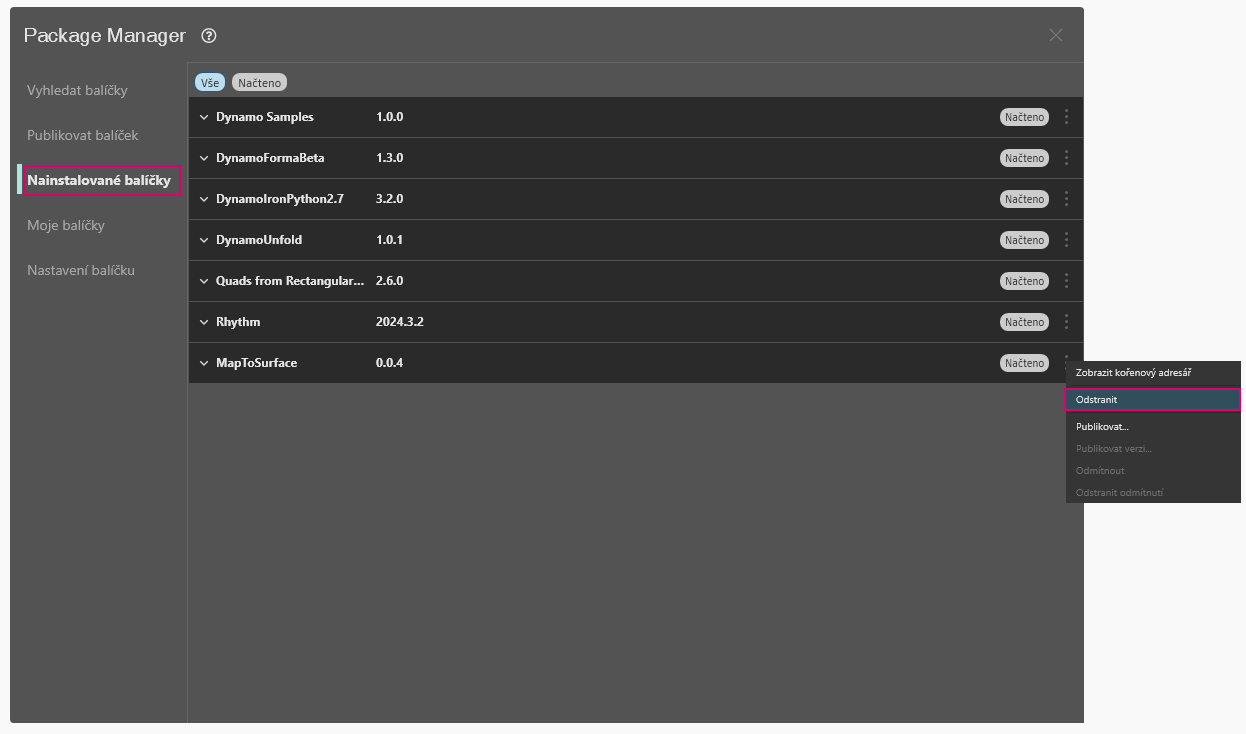 Package Manager ?
Vyhledat balíčky
Publikovat balíček
Nainstalované balíčky
Moje balíčky
Nastavení balíčku
Vše Načteno
Dynamo Samples 1.0.0 Načteno
DynamoFormaBeta 1.3.0 Načteno
DynamoIronPython2.7 3.2.0 Načteno
DynamoUnfold 1.0.1 Načteno
Quads from Rectangular... 2.6.0 Načteno
Rhythm 2024.3.2 Načteno
MapToSurface 0.0.4 Načteno
Zobrazit kořenový adresář
Odstranit
Publikovat...
Publikovat verzi...
Odmítnout
Odstranit odmítnutí